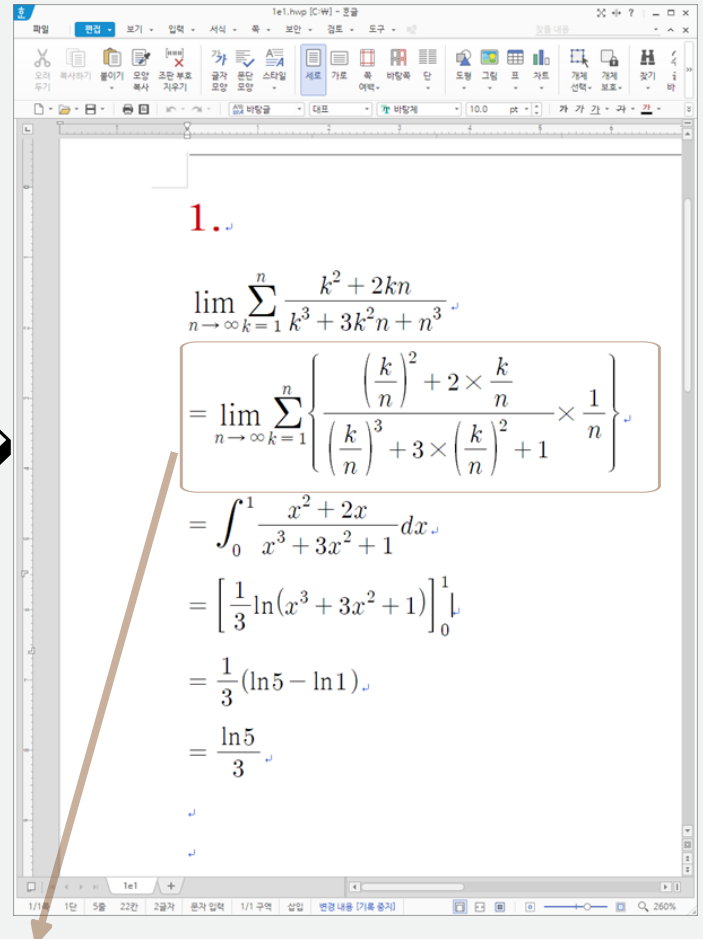 1e1.hwp [C:\] - 한글
파일 편집 보기 입력 서식 쪽 보안 검토 도구 찾을 내용
오려 두기 복사하기 붙이기 모양 복사 조판 부호 지우기 글자 모양 문단 모양 스타일 세로 가로 쪽 여백 바탕쪽 단 도형 그림 표 차트 개체 선택 개체 보호 찾기
바탕글 대표 바탕체 10.0 pt 가 가 가 가 가
1.
lim n→∞ ∑ k=1 n (k² + 2kn)/(k³ + 3k²n + n³)
= lim n→∞ ∑ k=1 n { ((k/n)² + 2 × k/n)/((k/n)³ + 3 × (k/n)² + 1) × 1/n }
= ∫₀¹ (x² + 2x)/(x³ + 3x² + 1) dx
= [1/3 ln(x³ + 3x² + 1)]₀¹
= 1/3 (ln5 − ln1)
= ln5/3
1e1
1/1쪽 1단 5줄 22칸 2글자 문자 입력 1/1 구역 삽입 변경 내용 [기록 중지] 260%